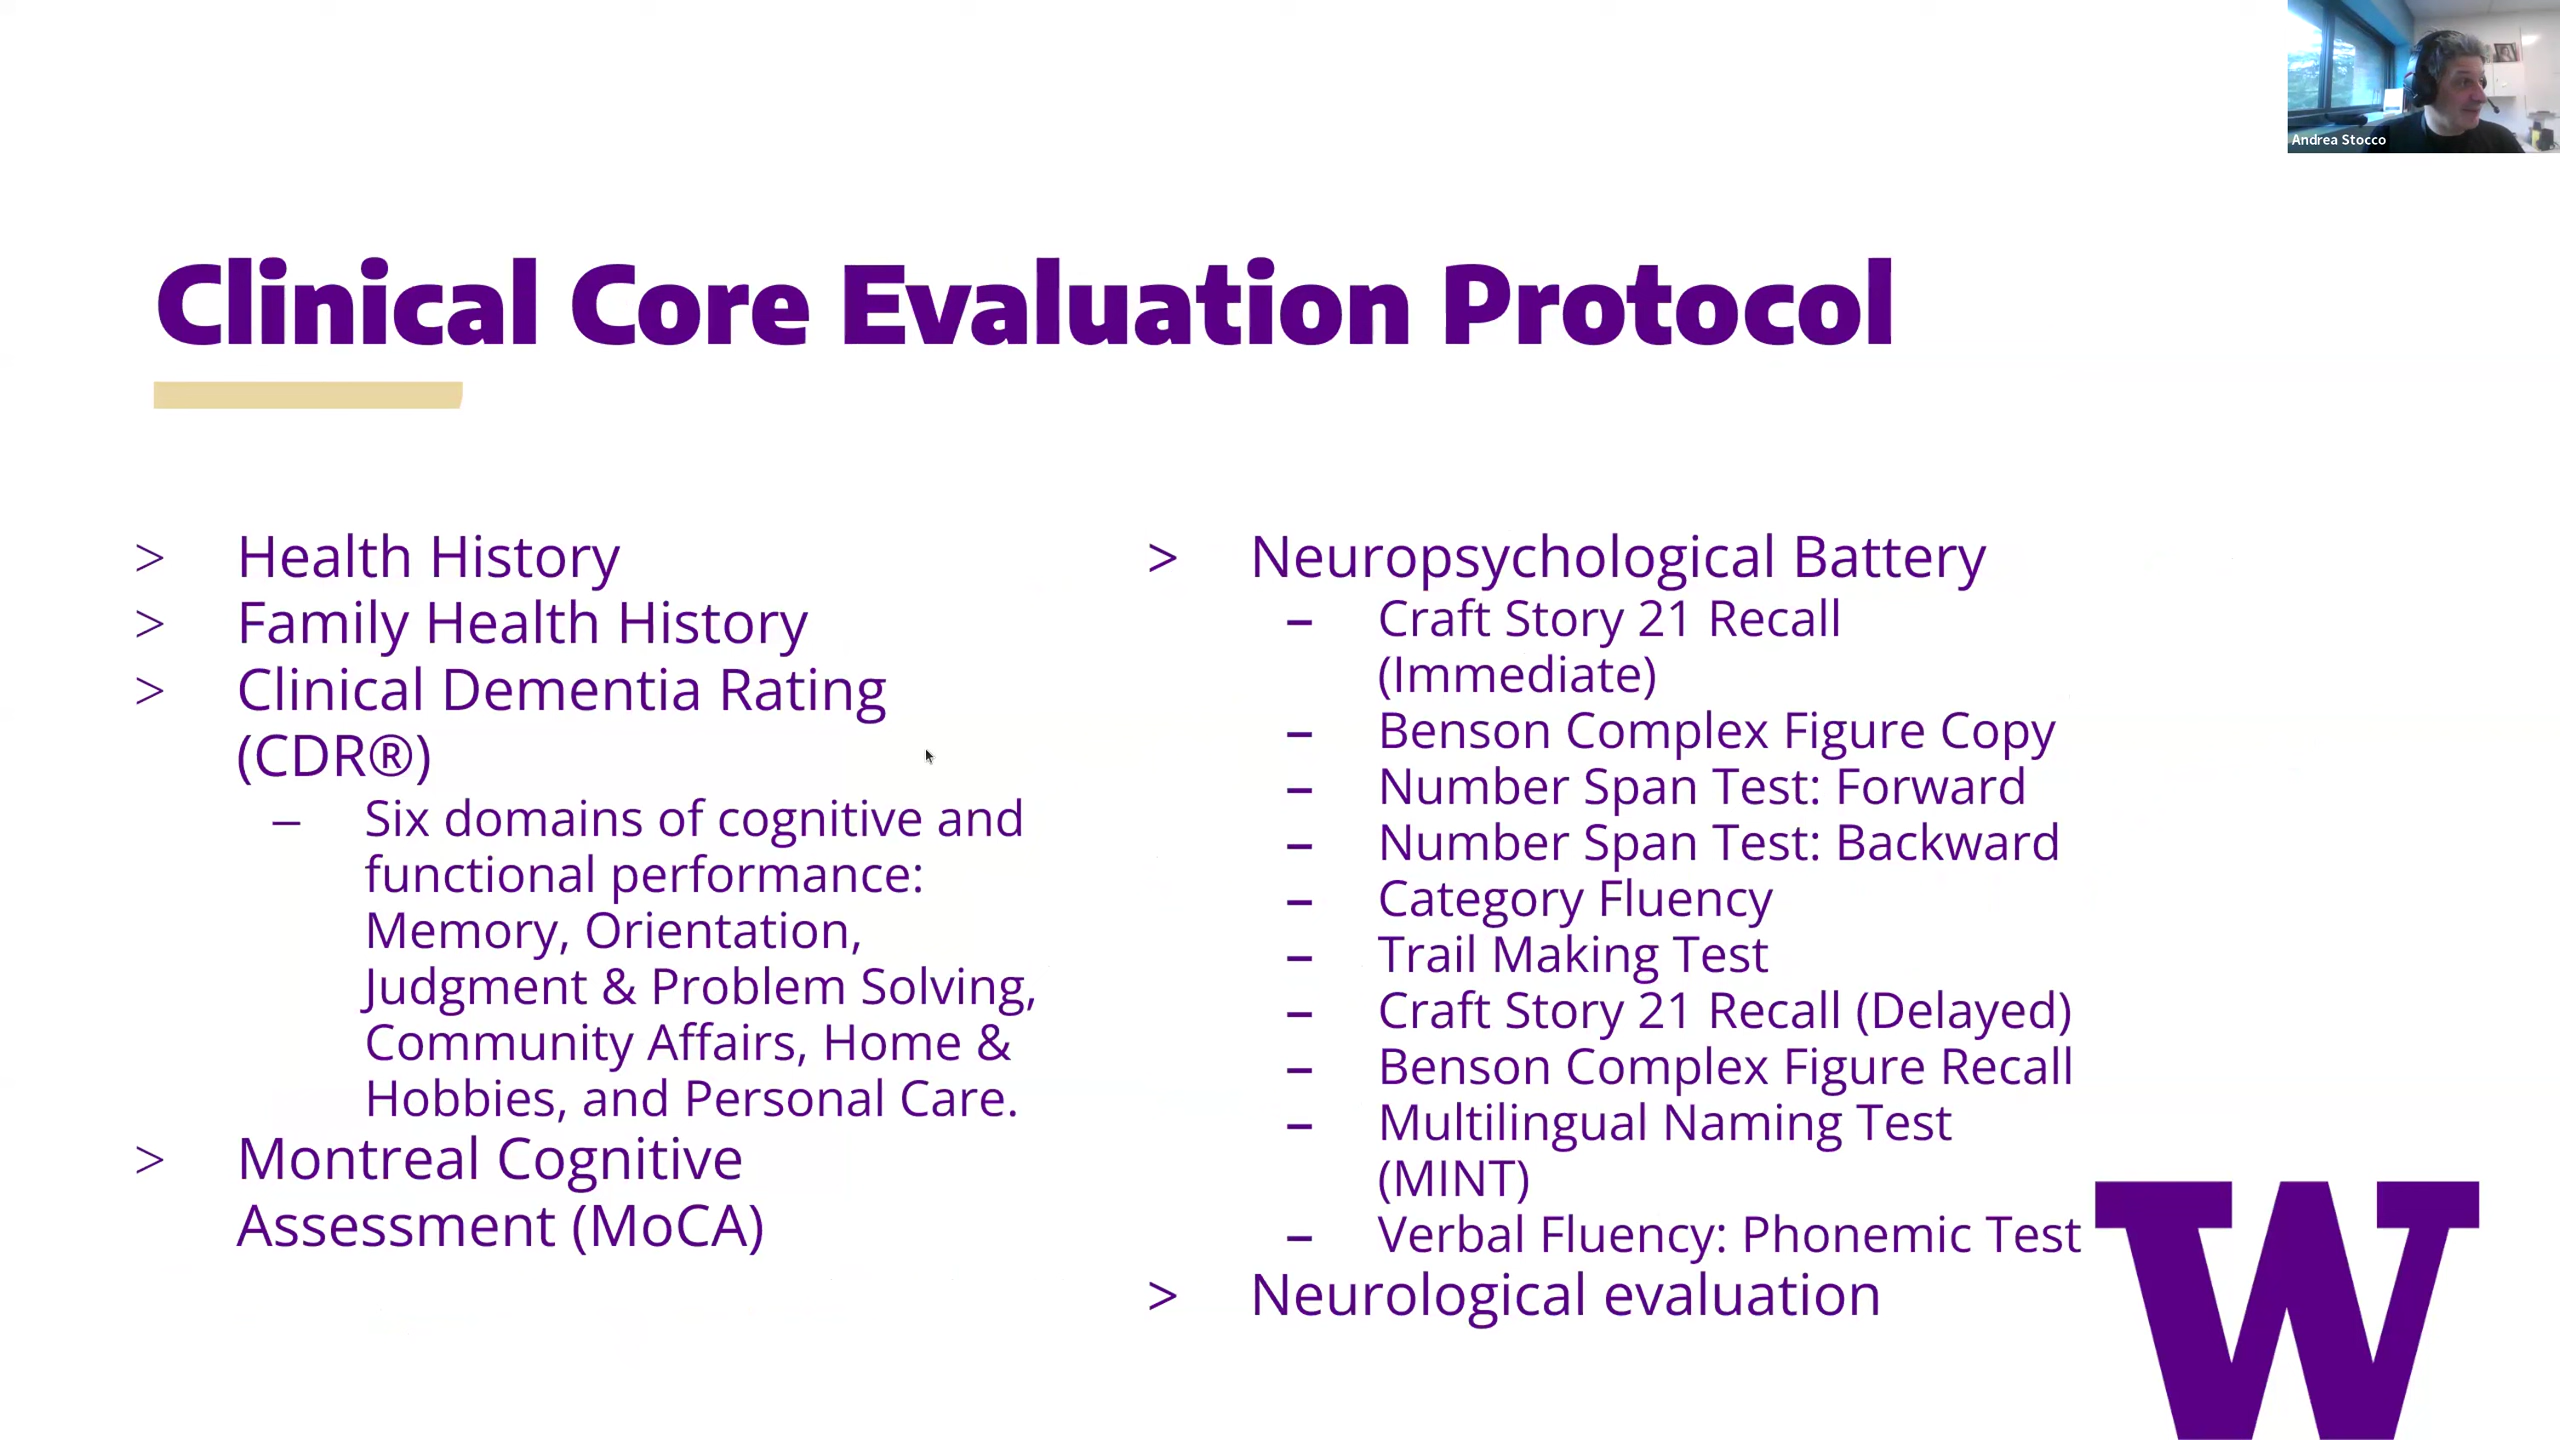 Andrea Stocco
Clinical Core Evaluation Protocol
> Health History
> Family Health History
> Clinical Dementia Rating
(CDR®)
– Six domains of cognitive and
functional performance:
Memory, Orientation,
Judgment & Problem Solving,
Community Affairs, Home &
Hobbies, and Personal Care.
> Montreal Cognitive
Assessment (MoCA)
> Neuropsychological Battery
– Craft Story 21 Recall
(Immediate)
– Benson Complex Figure Copy
– Number Span Test: Forward
– Number Span Test: Backward
– Category Fluency
– Trail Making Test
– Craft Story 21 Recall (Delayed)
– Benson Complex Figure Recall
– Multilingual Naming Test
(MINT)
– Verbal Fluency: Phonemic Test
> Neurological evaluation
W